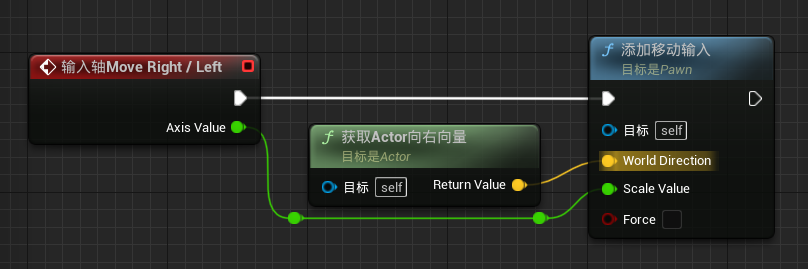 输入轴Move Right / Left
Axis Value
获取Actor向右向量
目标是Actor
目标 self
Return Value
添加移动输入
目标是Pawn
目标 self
World Direction
Scale Value
Force